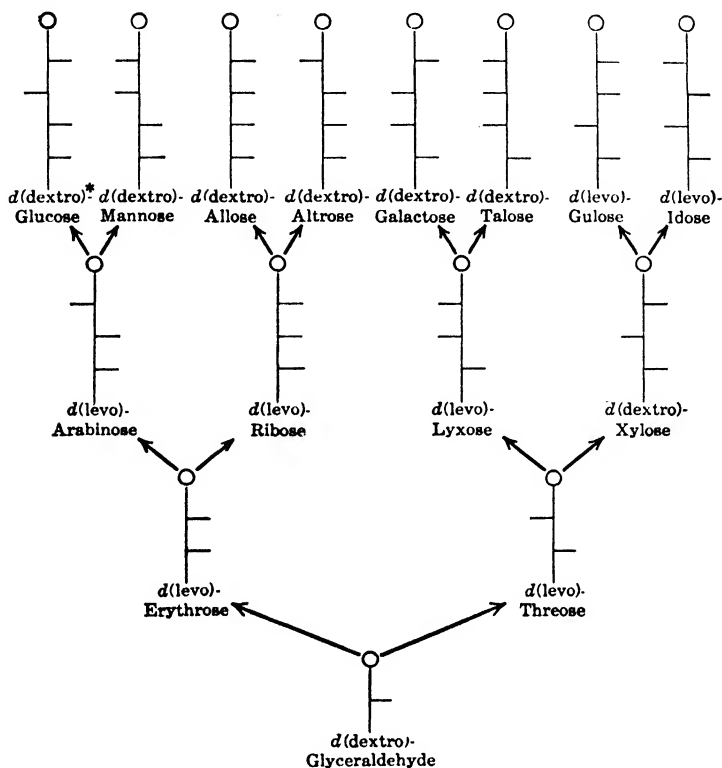 d(dextro)-*
Glucose
d(dextro)-
Mannose
d(dextro)-
Allose
d(dextro)-
Altrose
d(dextro)-
Galactose
d(dextro)-
Talose
d(levo)-
Gulose
d(levo)-
Idose
d(levo)-
Arabinose
d(levo)-
Ribose
d(levo)-
Lyxose
d(dextro)-
Xylose
d(levo)-
Erythrose
d(levo)-
Threose
d(dextro)-
Glyceraldehyde